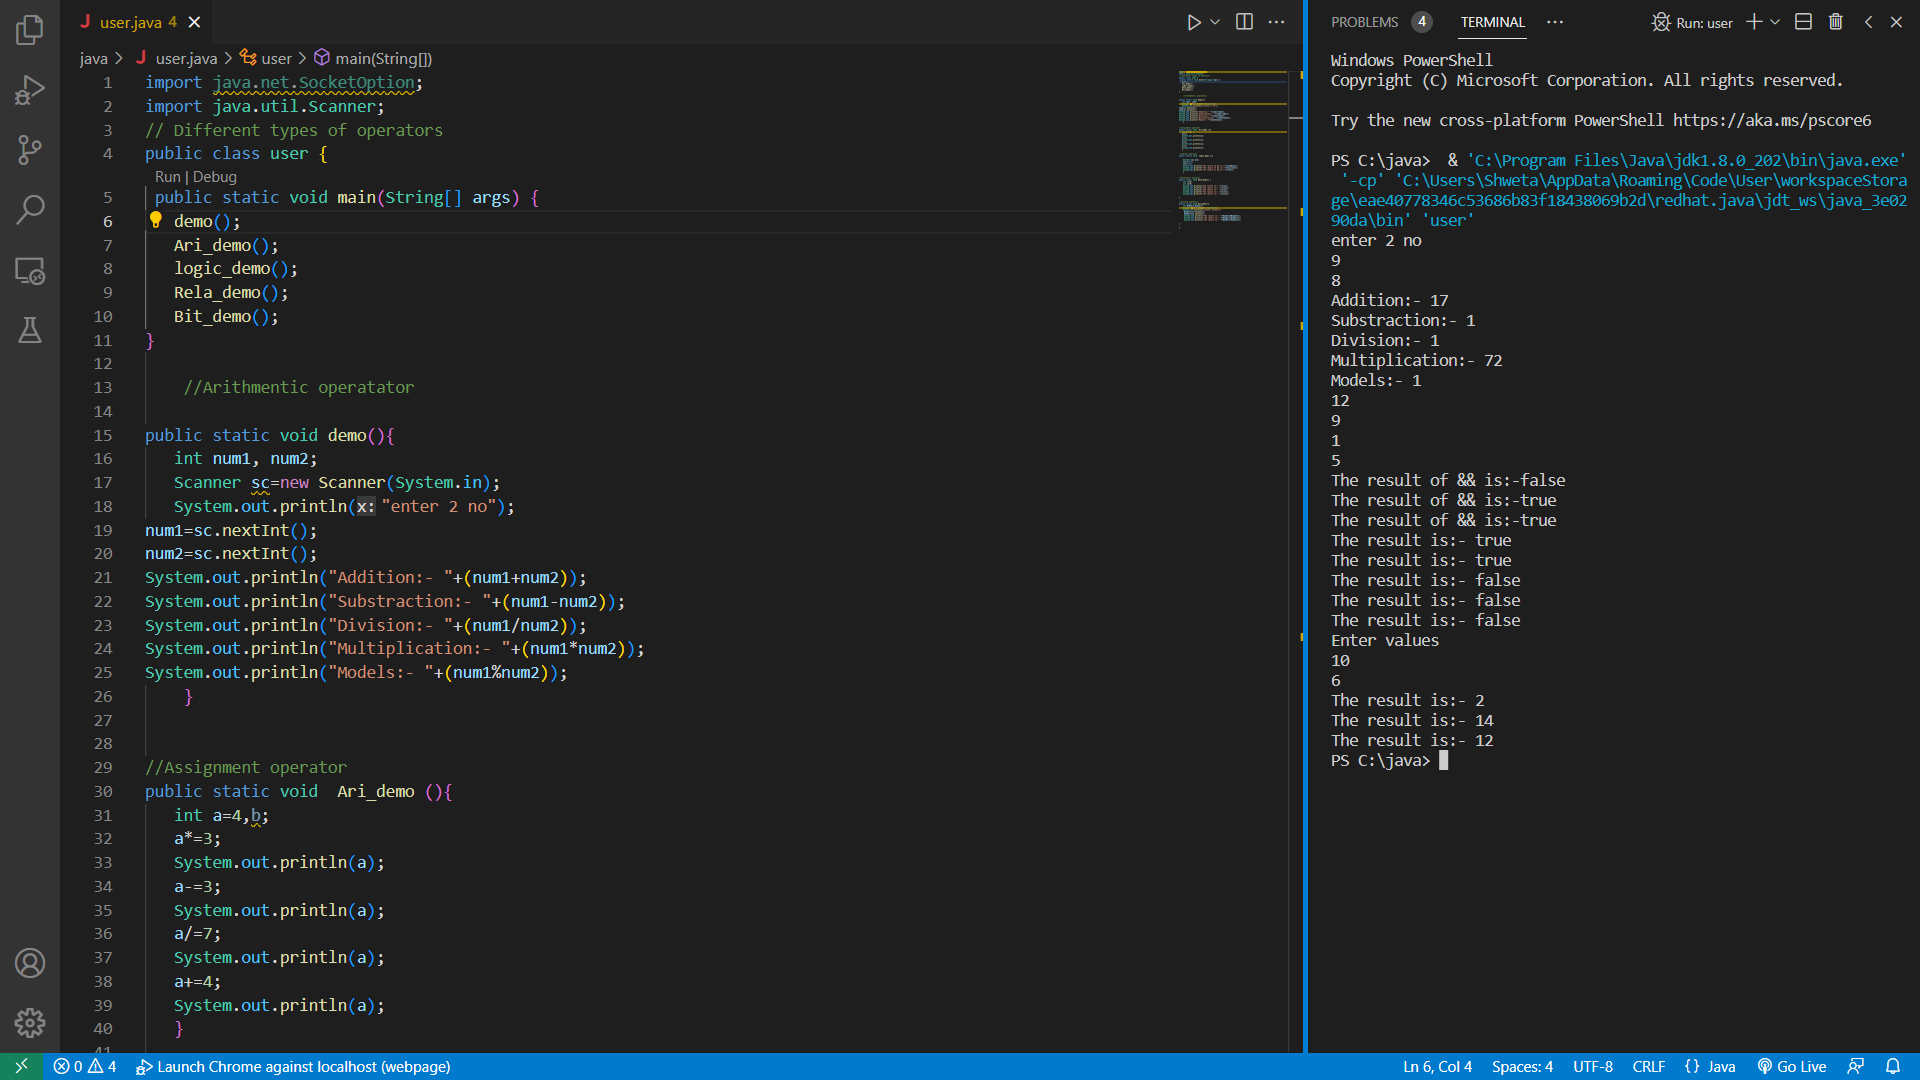 user.java 4
java > user.java > user > main(String[])
1 import java.net.SocketOption;
2 import java.util.Scanner;
3 // Different types of operators
4 public class user {
Run | Debug
5 public static void main(String[] args) {
6 demo();
7 Ari_demo();
8 logic_demo();
9 Rela_demo();
10 Bit_demo();
11 }
12
13 //Arithmentic operatator
14
15 public static void demo(){
16 int num1, num2;
17 Scanner sc=new Scanner(System.in);
18 System.out.println(x: "enter 2 no");
19 num1=sc.nextInt();
20 num2=sc.nextInt();
21 System.out.println("Addition:- "+(num1+num2));
22 System.out.println("Substraction:- "+(num1-num2));
23 System.out.println("Division:- "+(num1/num2));
24 System.out.println("Multiplication:- "+(num1*num2));
25 System.out.println("Models:- "+(num1%num2));
26 }
27
28
29 //Assignment operator
30 public static void  Ari_demo (){
31 int a=4,b;
32 a*=3;
33 System.out.println(a);
34 a-=3;
35 System.out.println(a);
36 a/=7;
37 System.out.println(a);
38 a+=4;
39 System.out.println(a);
40 }
41
PROBLEMS 4 TERMINAL ··· Run: user
Windows PowerShell
Copyright (C) Microsoft Corporation. All rights reserved.
Try the new cross-platform PowerShell https://aka.ms/pscore6
PS C:\java>  & 'C:\Program Files\Java\jdk1.8.0_202\bin\java.exe'
'-cp' 'C:\Users\Shweta\AppData\Roaming\Code\User\workspaceStora
ge\eae40778346c53686b83f18438069b2d\redhat.java\jdt_ws\java_3e02
90da\bin' 'user'
enter 2 no
9
8
Addition:- 17
Substraction:- 1
Division:- 1
Multiplication:- 72
Models:- 1
12
9
1
5
The result of && is:-false
The result of && is:-true
The result of && is:-true
The result is:- true
The result is:- true
The result is:- false
The result is:- false
The result is:- false
Enter values
10
6
The result is:- 2
The result is:- 14
The result is:- 12
PS C:\java>
0 4 Launch Chrome against localhost (webpage) Ln 6, Col 4 Spaces: 4 UTF-8 CRLF {} Java Go Live